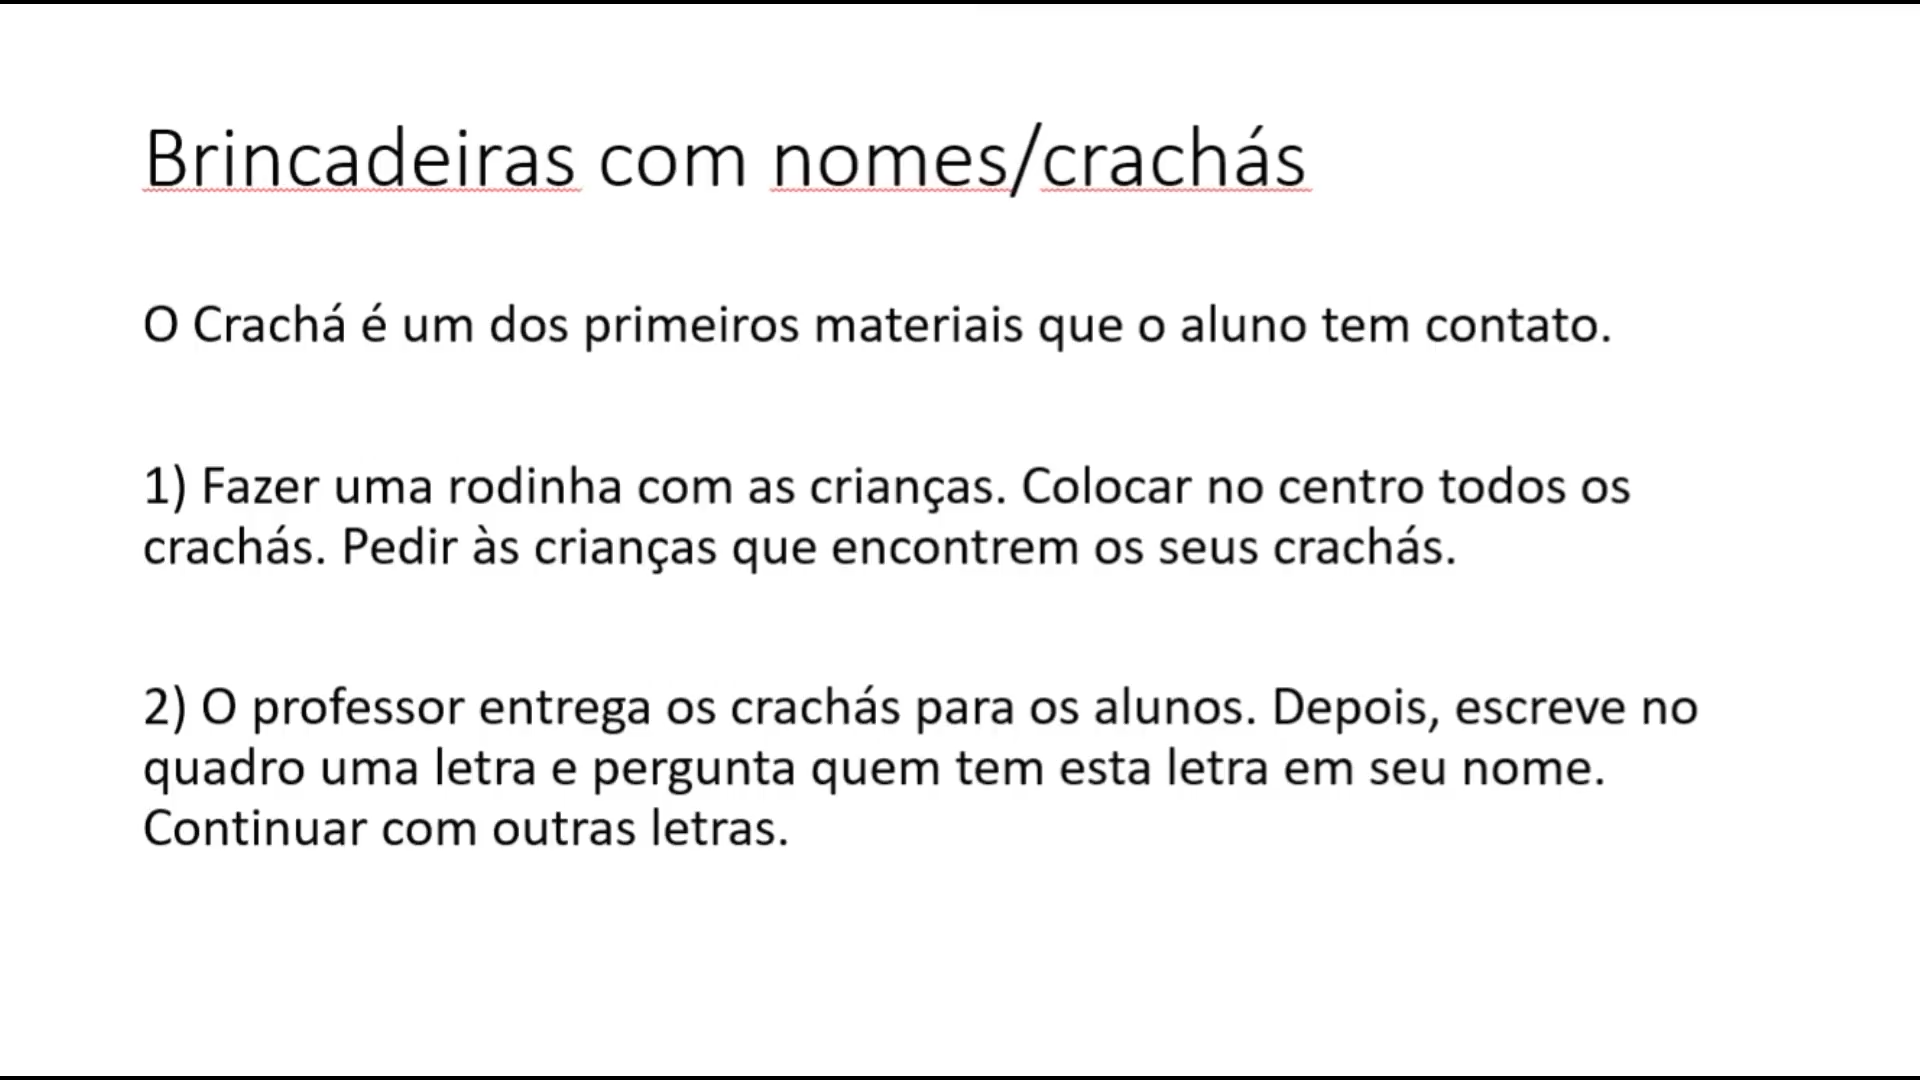 Brincadeiras com nomes/crachás
O Crachá é um dos primeiros materiais que o aluno tem contato.
1) Fazer uma rodinha com as crianças. Colocar no centro todos os
crachás. Pedir às crianças que encontrem os seus crachás.
2) O professor entrega os crachás para os alunos. Depois, escreve no
quadro uma letra e pergunta quem tem esta letra em seu nome.
Continuar com outras letras.